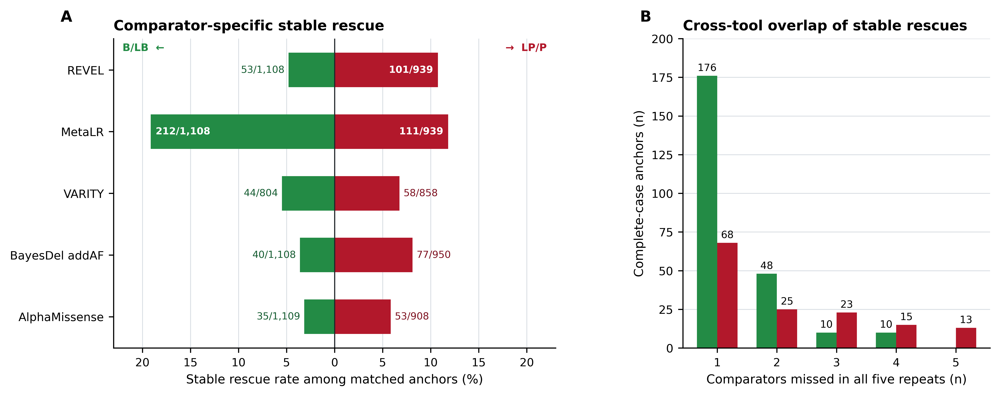 A
Comparator-specific stable rescue
B/LB ←
→ LP/P
REVEL
53/1,108
101/939
MetaLR
212/1,108
111/939
VARITY
44/804
58/858
BayesDel addAF
40/1,108
77/950
AlphaMissense
35/1,109
53/908
20 15 10 5 0 5 10 15 20
Stable rescue rate among matched anchors (%)
B
Cross-tool overlap of stable rescues
Complete-case anchors (n)
200
175
150
125
100
75
50
25
0
176
68
48
25
10
23
10
15
13
1 2 3 4 5
Comparators missed in all five repeats (n)